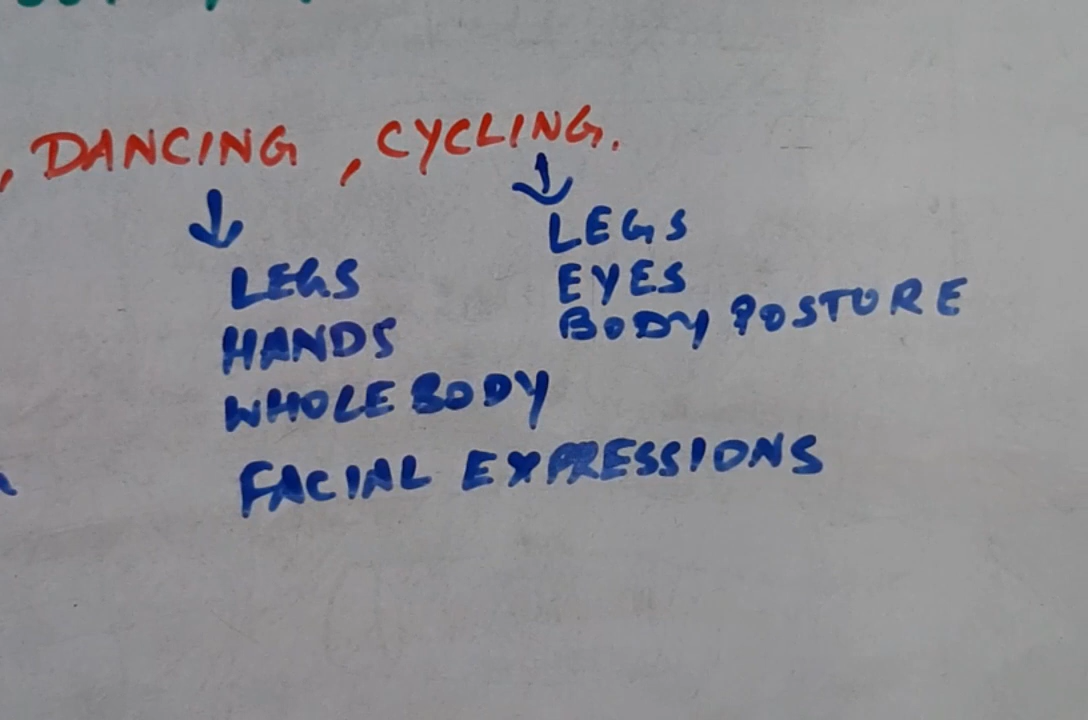 , DANCING , CYCLING.
LEGS
HANDS
WHOLE BODY
FACIAL EXPRESSIONS
LEGS
EYES
BODY POSTURE